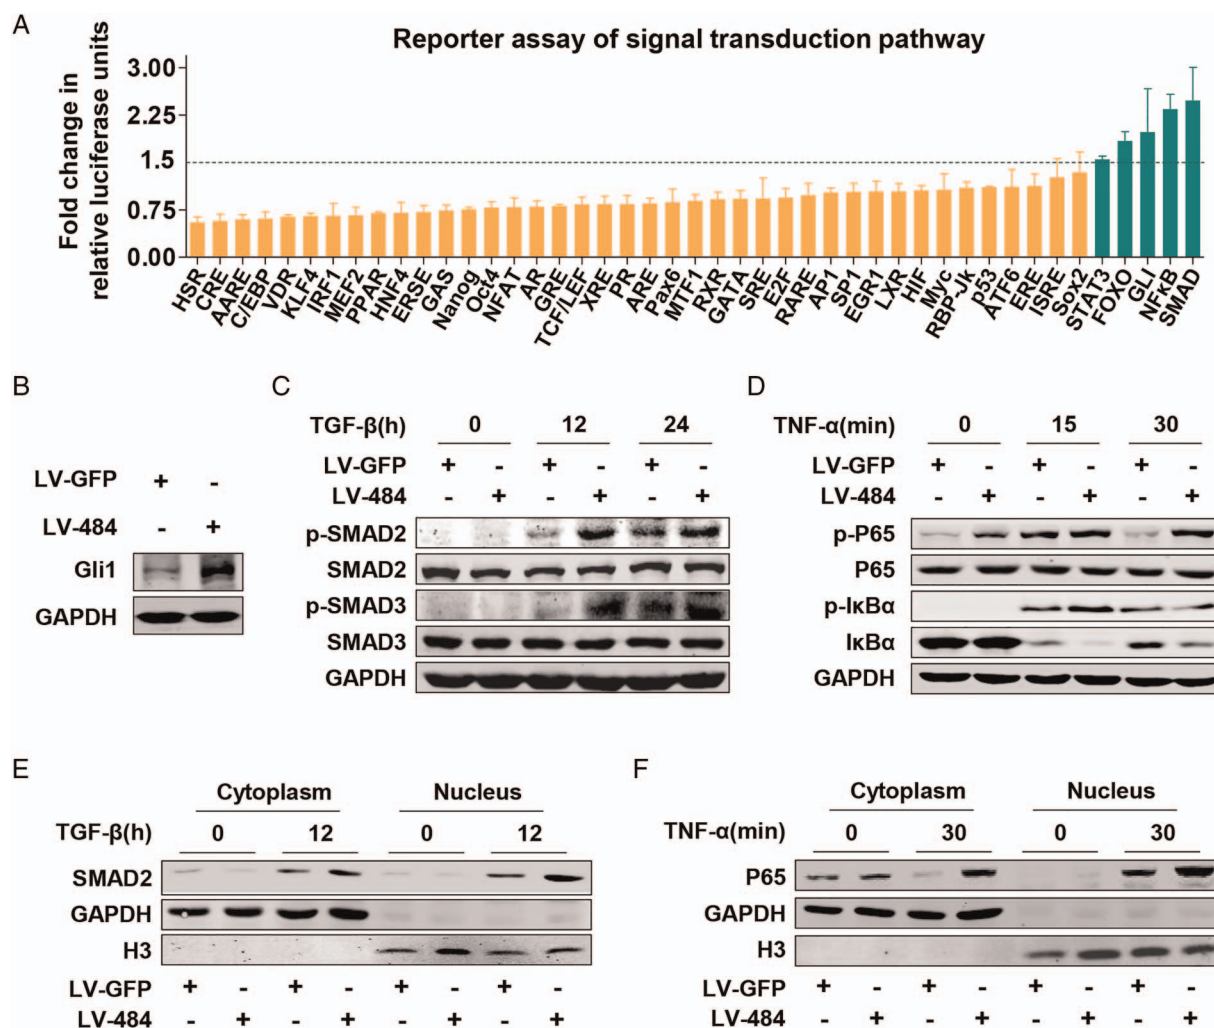 A
Reporter assay of signal transduction pathway
Fold change in
relative luciferase units
3.00
2.25
1.5
0.75
0.00
HSR CRE AARE C/EBP VDR KLF4 IRF1 MEF2 PPAR HNF4 ERSE GAS Nanog Oct4 NFAT AR GRE TCF/LEF XRE PR ARE Pax6 MTF1 RXR GATA SRE E2F RARE AP1 SP1 EGR1 LXR HIF Myc RBP-Jk p53 ATF6 ERE ISRE Sox2 STAT3 FOXO GLI NFκB SMAD
B
LV-GFP + -
LV-484 - +
Gli1
GAPDH
C
TGF-β(h) 0 12 24
LV-GFP + - + - + -
LV-484 - + - + - +
p-SMAD2
SMAD2
p-SMAD3
SMAD3
GAPDH
D
TNF-α(min) 0 15 30
LV-GFP + - + - + -
LV-484 - + - + - +
p-P65
P65
p-IκBα
IκBα
GAPDH
E
Cytoplasm Nucleus
TGF-β(h) 0 12 0 12
SMAD2
GAPDH
H3
LV-GFP + - + - + - + -
LV-484 - + - + - + - +
F
Cytoplasm Nucleus
TNF-α(min) 0 30 0 30
P65
GAPDH
H3
LV-GFP + - + - + - + -
LV-484 - + - + - + - +